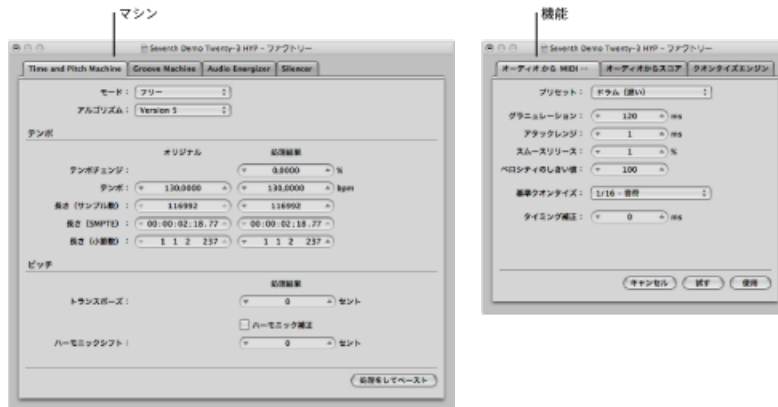 マシン
Seventh Demo Twenty-3 HYP - ファクトリー
Time and Pitch Machine Groove Machine Audio Energizer Silencer
モード： フリー
アルゴリズム： Version 5
テンポ
オリジナル 処理結果
テンポチェンジ： 0,0000 %
テンポ： 130,0000 130,0000 bpm
長さ（サンプル数）： 116992 116992
長さ（SMPTE）： 00:00:02:18.77 00:00:02:18.77
長さ（小節数）： 1 1 2 237 1 1 2 237
ピッチ
処理結果
トランスポーズ： 0 セント
ハーモニック補正
ハーモニックシフト： 0 セント
処理をしてペースト
機能
Seventh Demo Twenty-3 HYP - ファクトリー
オーディオから MIDI オーディオからスコア クオンタイズエンジン
プリセット： ドラム（速い）
グラニュレーション： 120 ms
アタックレンジ： 1 ms
スムースリリース： 1 %
ベロシティのしきい値： 100
基準クオンタイズ： 1/16 - 音符
タイミング補正： 0 ms
キャンセル 試す 使用